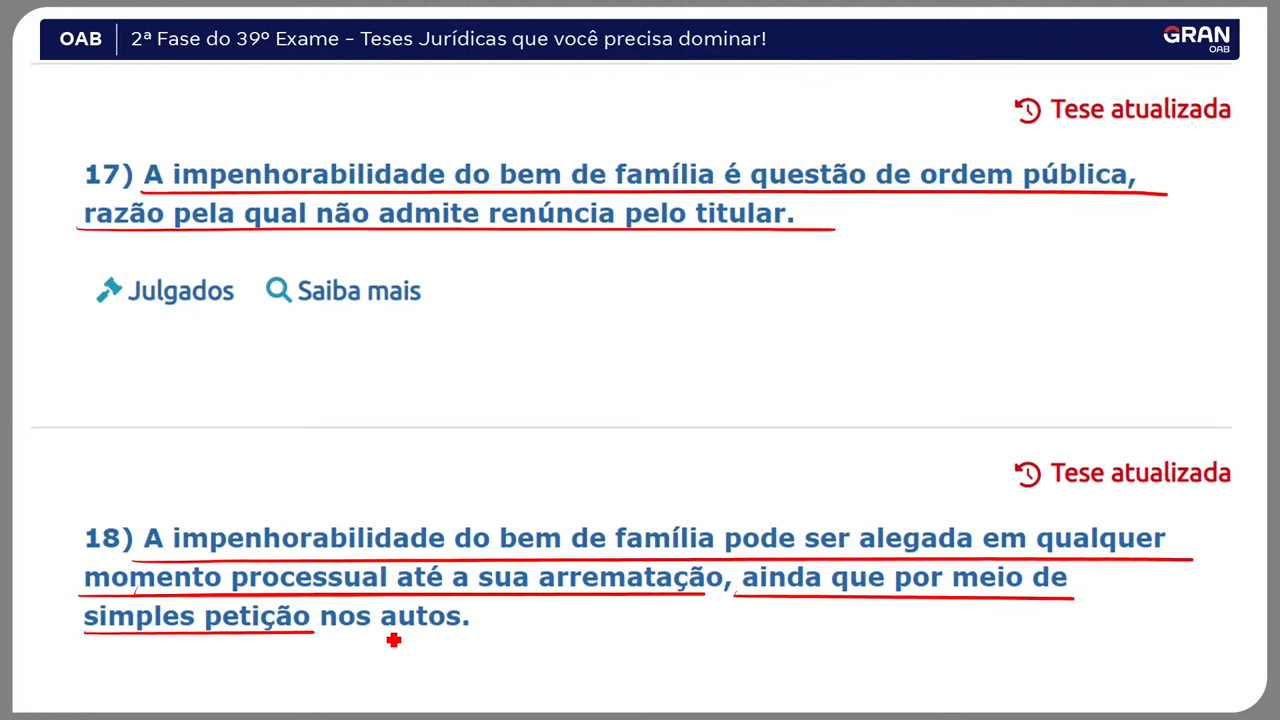 OAB 2ª Fase do 39º Exame – Teses Jurídicas que você precisa dominar!
GRAN
OAB
Tese atualizada
17) A impenhorabilidade do bem de família é questão de ordem pública,
razão pela qual não admite renúncia pelo titular.
Julgados Saiba mais
Tese atualizada
18) A impenhorabilidade do bem de família pode ser alegada em qualquer
momento processual até a sua arrematação, ainda que por meio de
simples petição nos autos.